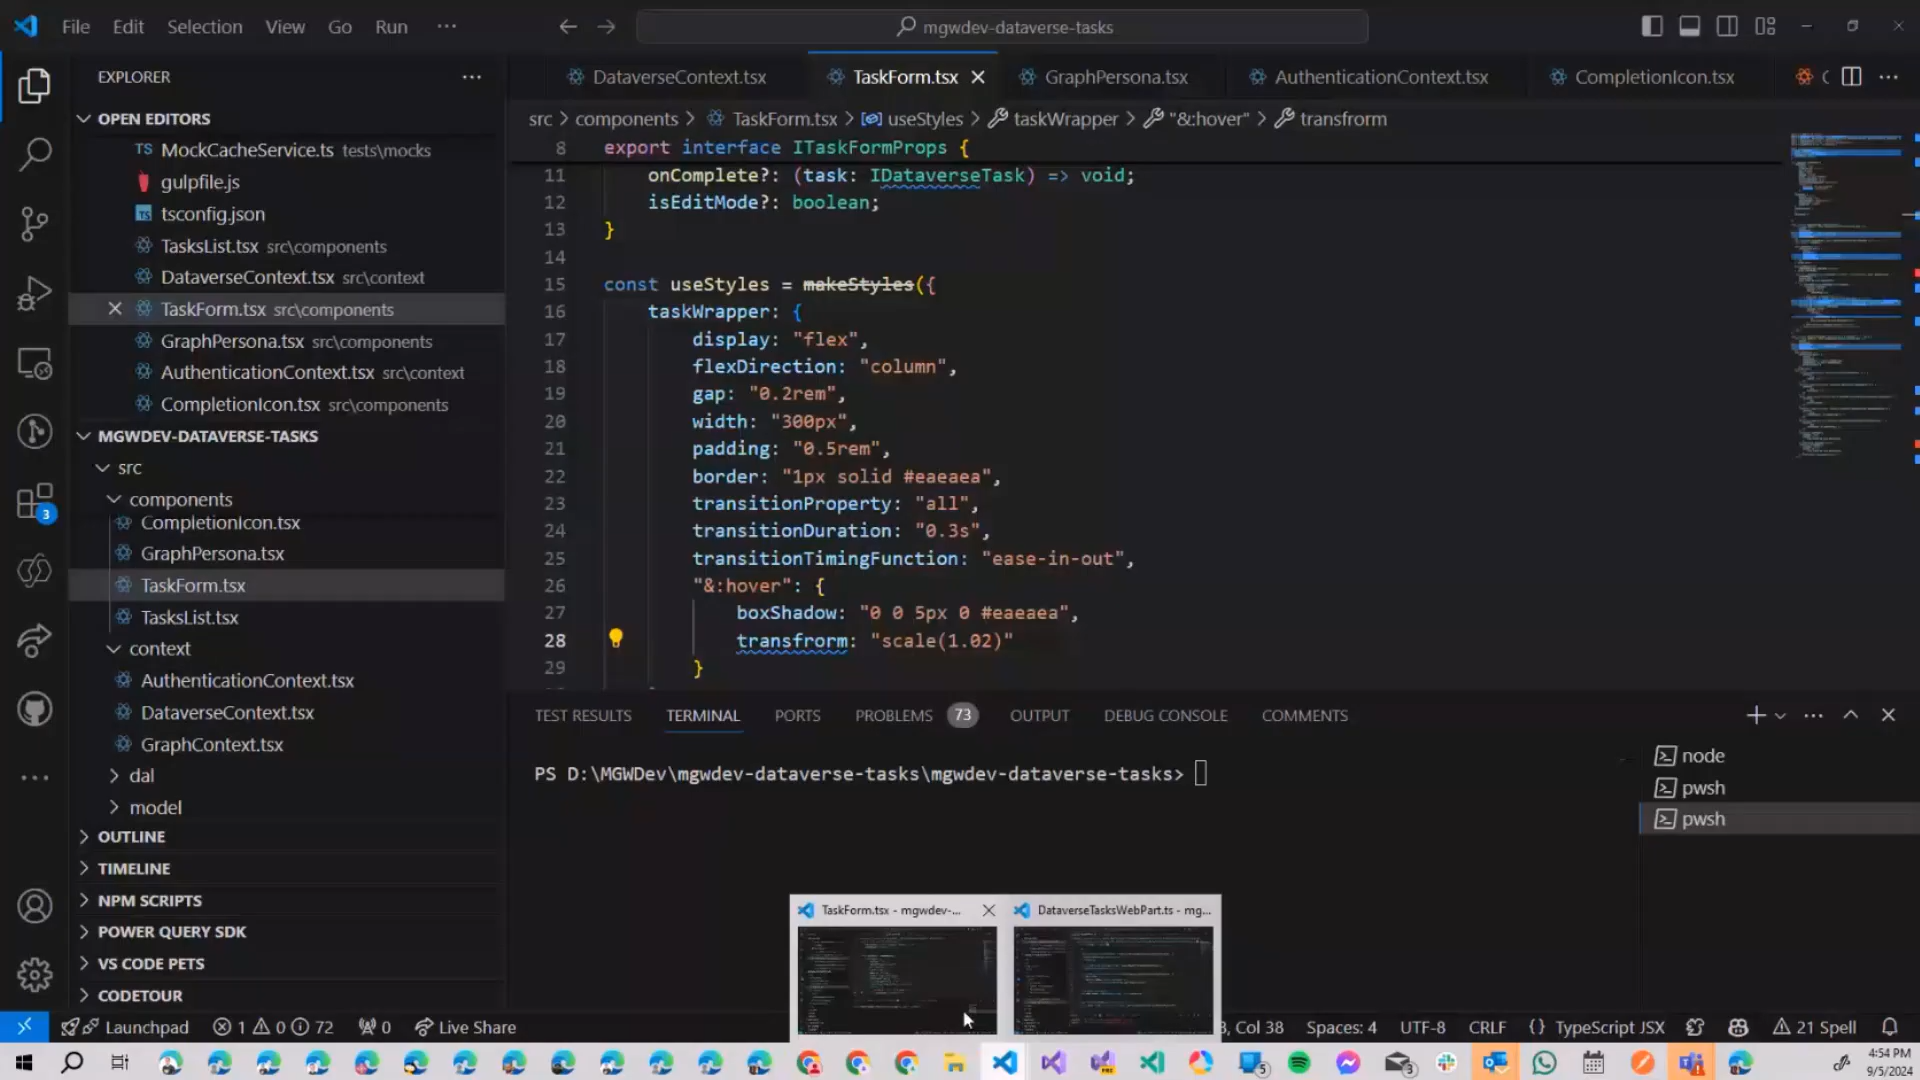 File Edit Selection View Go Run ···
mgwdev-dataverse-tasks
EXPLORER
OPEN EDITORS
TS MockCacheService.ts tests\mocks
gulpfile.js
TS tsconfig.json
TasksList.tsx src\components
DataverseContext.tsx src\context
TaskForm.tsx src\components
GraphPersona.tsx src\components
AuthenticationContext.tsx src\context
CompletionIcon.tsx src\components
MGWDEV-DATAVERSE-TASKS
src
components
CompletionIcon.tsx
GraphPersona.tsx
TaskForm.tsx
TasksList.tsx
context
AuthenticationContext.tsx
DataverseContext.tsx
GraphContext.tsx
dal
model
OUTLINE
TIMELINE
NPM SCRIPTS
POWER QUERY SDK
VS CODE PETS
CODETOUR
3
DataverseContext.tsx TaskForm.tsx GraphPersona.tsx AuthenticationContext.tsx CompletionIcon.tsx
src > components > TaskForm.tsx > useStyles > taskWrapper > "&:hover" > transform
8 export interface ITaskFormProps {
11 onComplete?: (task: IDataverseTask) => void;
12 isEditMode?: boolean;
13 }
14
15 const useStyles = makeStyles({
16 taskWrapper: {
17 display: "flex",
18 flexDirection: "column",
19 gap: "0.2rem",
20 width: "300px",
21 padding: "0.5rem",
22 border: "1px solid #eaeaea",
23 transitionProperty: "all",
24 transitionDuration: "0.3s",
25 transitionTimingFunction: "ease-in-out",
26 "&:hover": {
27 boxShadow: "0 0 5px 0 #eaeaea",
28 transfrorm: "scale(1.02)"
29 }
TEST RESULTS TERMINAL PORTS PROBLEMS 73 OUTPUT DEBUG CONSOLE COMMENTS
PS D:\MGWDev\mgwdev-dataverse-tasks\mgwdev-dataverse-tasks>
node
pwsh
pwsh
TaskForm.tsx - mgwdev-...
DataverseTasksWebPart.ts - mg...
Launchpad 1 0 72 0 Live Share
, Col 38 Spaces: 4 UTF-8 CRLF {} TypeScript JSX 21 Spell
5
3
4:54 PM
9/5/2024